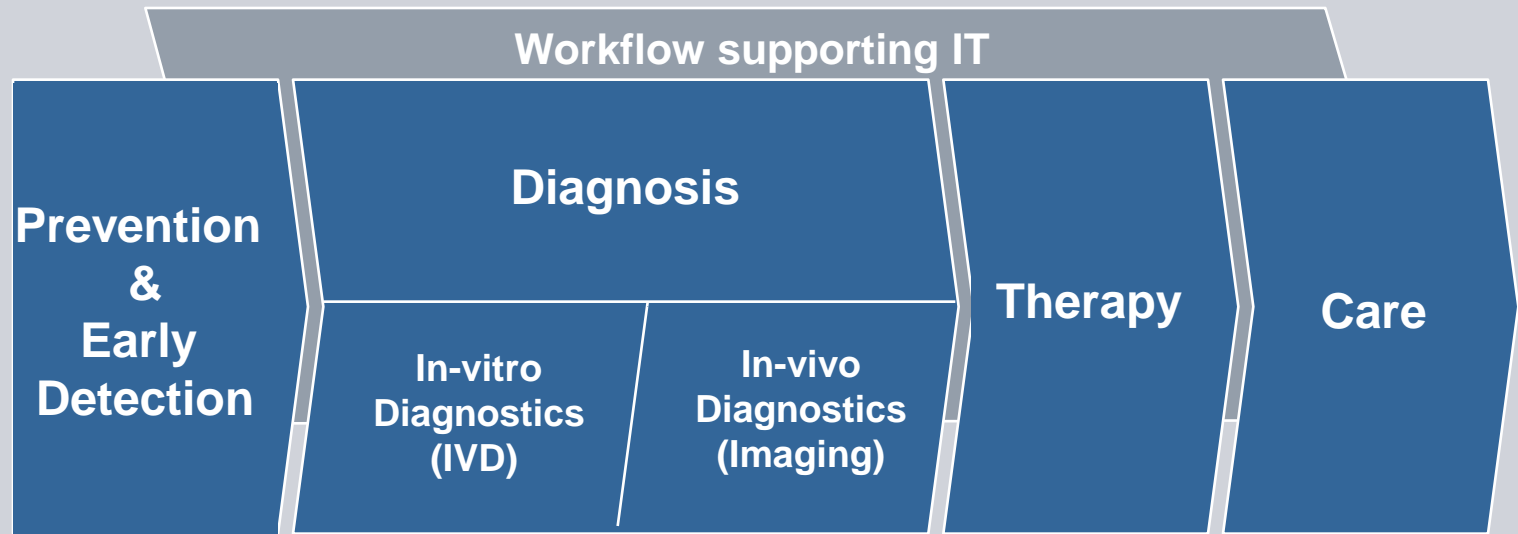 Workflow supporting IT
Prevention
&
Early
Detection
Diagnosis
In-vitro
Diagnostics
(IVD)
In-vivo
Diagnostics
(Imaging)
Therapy
Care